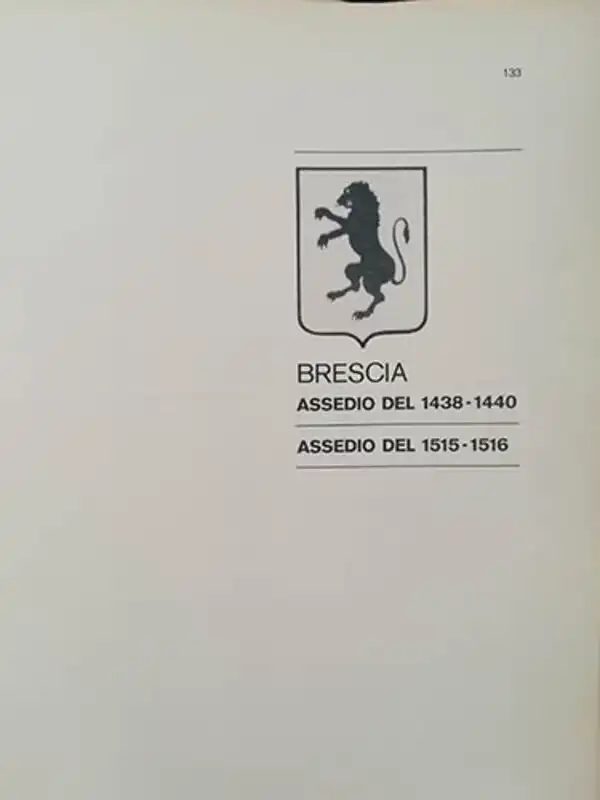 133
BRESCIA
ASSEDIO DEL 1438-1440
ASSEDIO DEL 1515-1516